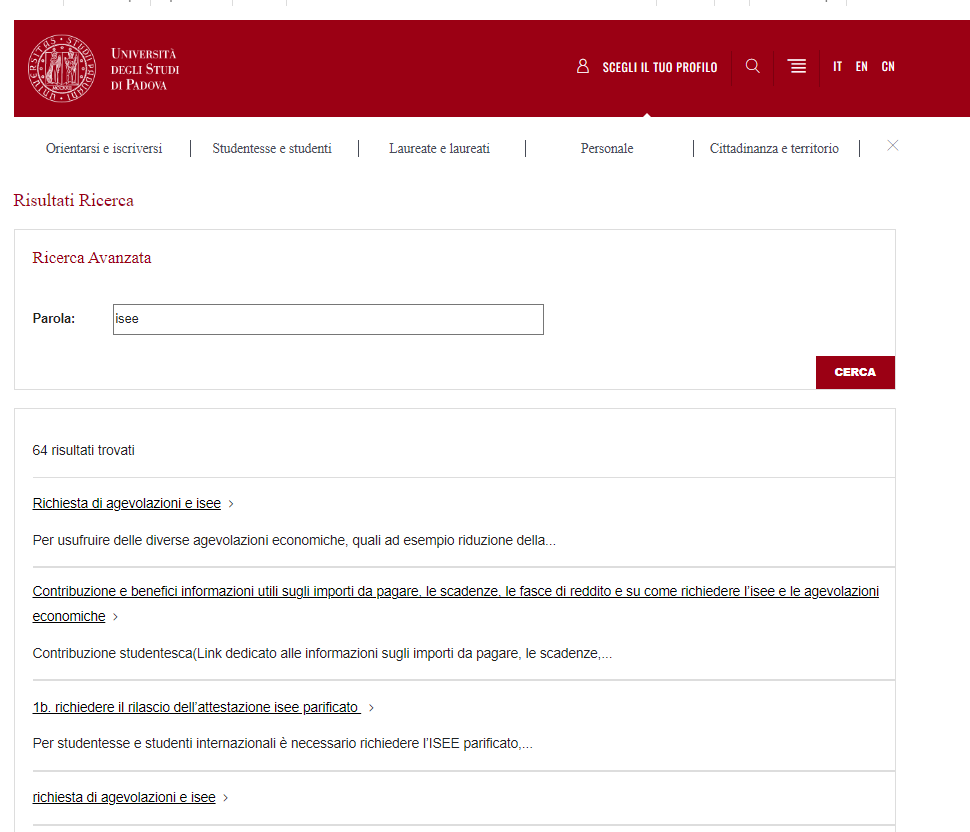 UNIVERSITÀ
DEGLI STUDI
DI PADOVA
SCEGLI IL TUO PROFILO
IT EN CN
Orientarsi e iscriversi
Studentesse e studenti
Laureate e laureati
Personale
Cittadinanza e territorio
Risultati Ricerca
Ricerca Avanzata
Parola:
isee
CERCA
64 risultati trovati
Richiesta di agevolazioni e isee
Per usufruire delle diverse agevolazioni economiche, quali ad esempio riduzione della...
Contribuzione e benefici informazioni utili sugli importi da pagare, le scadenze, le fasce di reddito e su come richiedere l'isee e le agevolazioni
economiche
Contribuzione studentesca(Link dedicato alle informazioni sugli importi da pagare, le scadenze,...
1b. richiedere il rilascio dell'attestazione isee parificato
Per studentesse e studenti internazionali è necessario richiedere l'ISEE parificato,...
richiesta di agevolazioni e isee